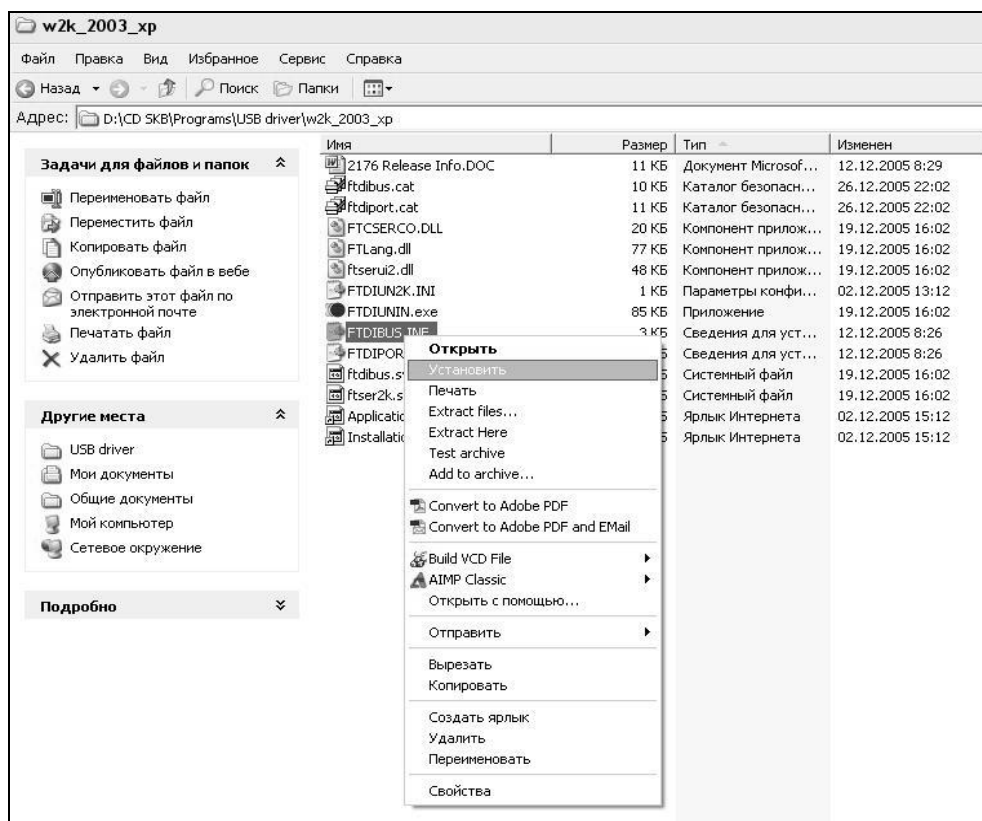 w2k_2003_xp
Файл Правка Вид Избранное Сервис Справка
Назад Поиск Папки
Адрес: D:\CD SKB\Programs\USB driver\w2k_2003_xp
Задачи для файлов и папок
Переименовать файл
Переместить файл
Копировать файл
Опубликовать файл в вебе
Отправить этот файл по
электронной почте
Печатать файл
Удалить файл
Другие места
USB driver
Мои документы
Общие документы
Мой компьютер
Сетевое окружение
Подробно
Имя Размер Тип Изменен
2176 Release Info.DOC 11 КБ Документ Microsof... 12.12.2005 8:29
ftdibus.cat 10 КБ Каталог безопасн... 26.12.2005 22:02
ftdiport.cat 11 КБ Каталог безопасн... 26.12.2005 22:02
FTCSERCO.DLL 20 КБ Компонент прилож... 19.12.2005 16:02
FTLang.dll 77 КБ Компонент прилож... 19.12.2005 16:02
ftserui2.dll 48 КБ Компонент прилож... 19.12.2005 16:02
FTDIUN2K.INI 1 КБ Параметры конфи... 02.12.2005 13:12
FTDIUNIN.exe 85 КБ Приложение 19.12.2005 16:02
FTDIBUS.INF 3 КБ Сведения для уст... 12.12.2005 8:26
FTDIPOR Б Сведения для уст... 12.12.2005 8:26
ftdibus.s Б Системный файл 19.12.2005 16:02
ftser2k.s Б Системный файл 19.12.2005 16:02
Applicatio Б Ярлык Интернета 02.12.2005 15:12
Installatio Б Ярлык Интернета 02.12.2005 15:12
Открыть
Установить
Печать
Extract files...
Extract Here
Test archive
Add to archive...
Convert to Adobe PDF
Convert to Adobe PDF and EMail
Build VCD File
AIMP Classic
Открыть с помощью...
Отправить
Вырезать
Копировать
Создать ярлык
Удалить
Переименовать
Свойства